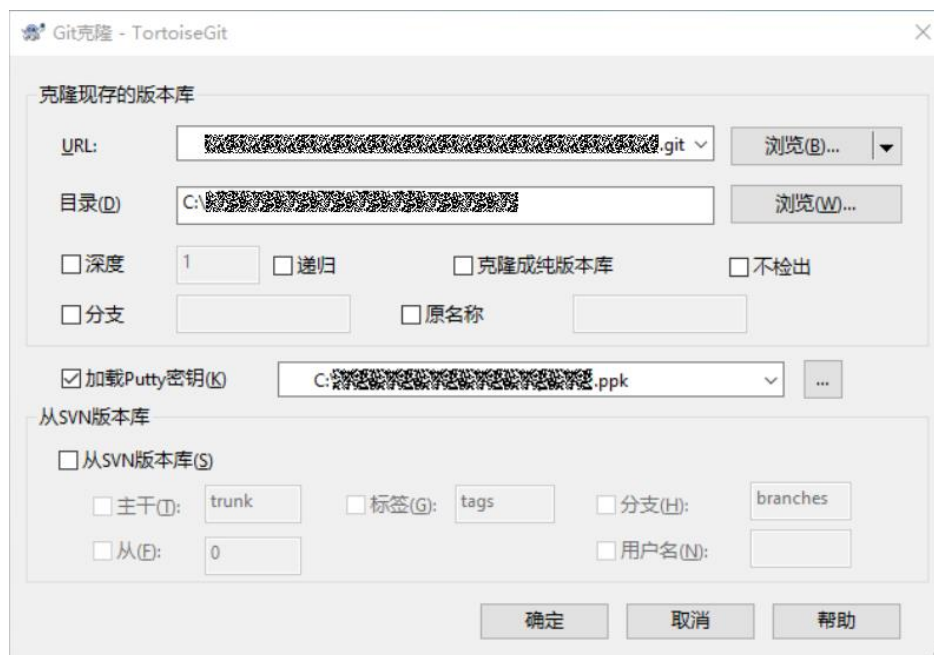 Git克隆 - TortoiseGit
克隆现存的版本库
URL: .git 浏览(B)...
目录(D) C:\ 浏览(W)...
深度 1 递归 克隆成纯版本库 不检出
分支 原名称
加载Putty密钥(K) C: .ppk ...
从SVN版本库
从SVN版本库(S)
主干(T): trunk 标签(G): tags 分支(H): branches
从(F): 0 用户名(N):
确定 取消 帮助